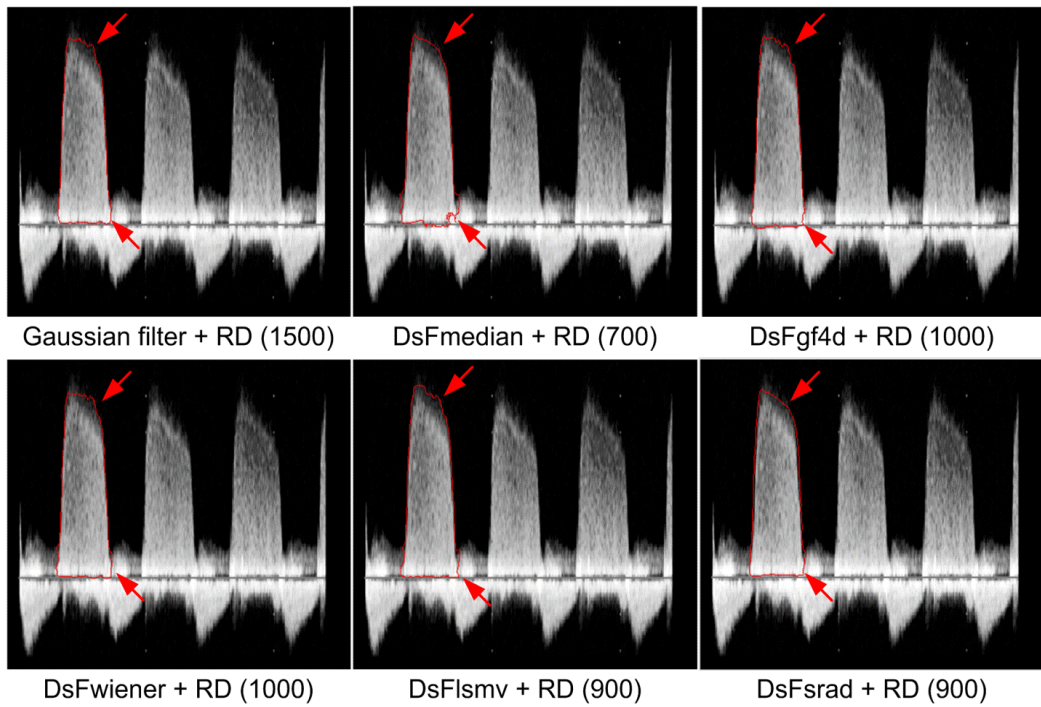 Gaussian filter + RD (1500)
DsFmedian + RD (700)
DsFgf4d + RD (1000)
DsFwiener + RD (1000)
DsFlsmv + RD (900)
DsFsrad + RD (900)